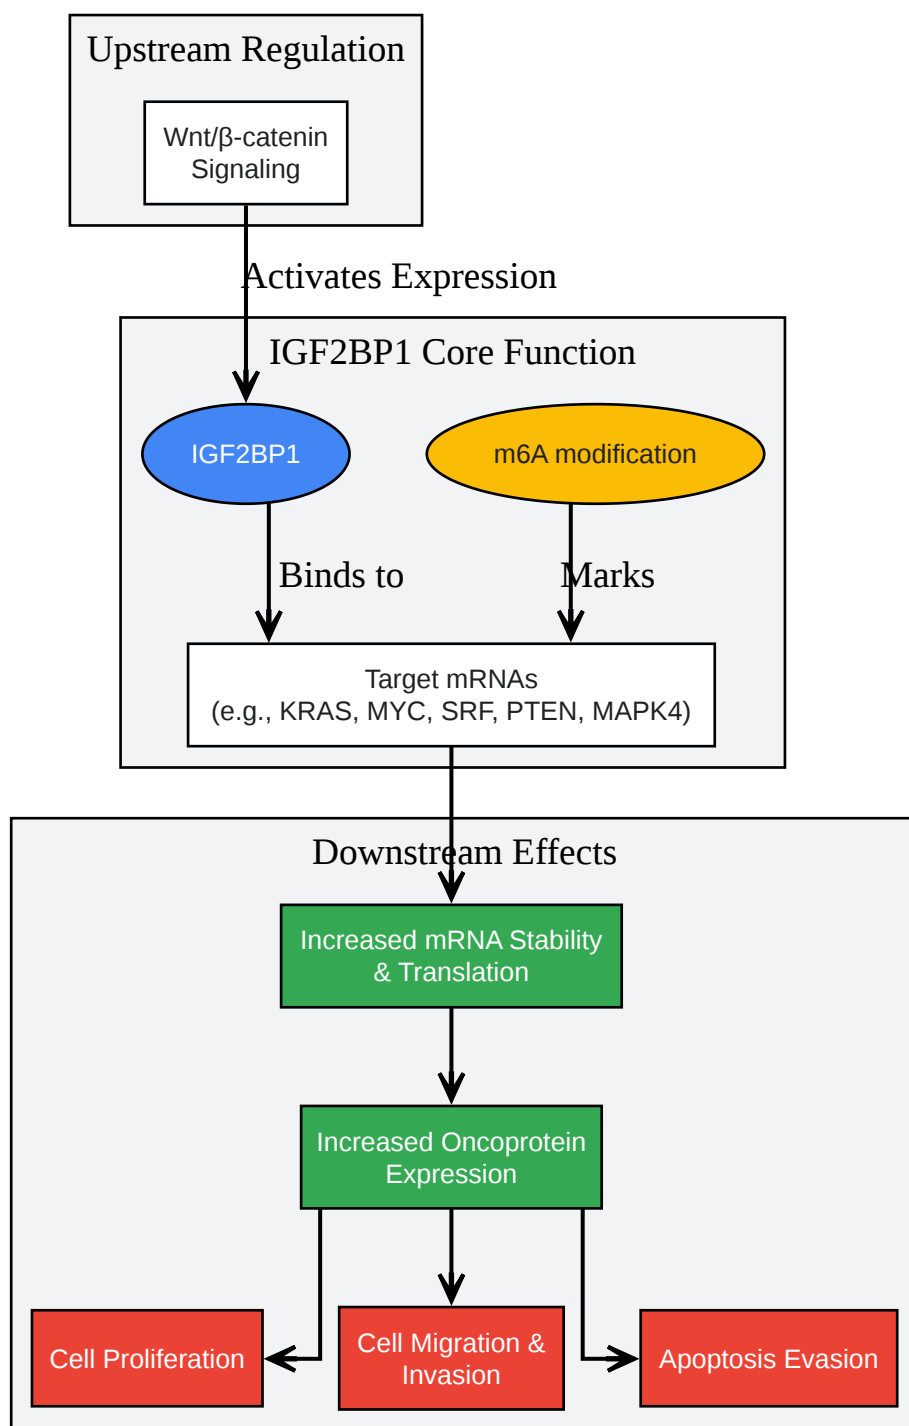 Upstream Regulation
Wnt/β-catenin
Signaling
Activates Expression
IGF2BP1 Core Function
IGF2BP1
m6A modification
Binds to
Marks
Target mRNAs
(e.g., KRAS, MYC, SRF, PTEN, MAPK4)
Downstream Effects
Increased mRNA Stability
& Translation
Increased Oncoprotein
Expression
Cell Proliferation
Cell Migration &
Invasion
Apoptosis Evasion